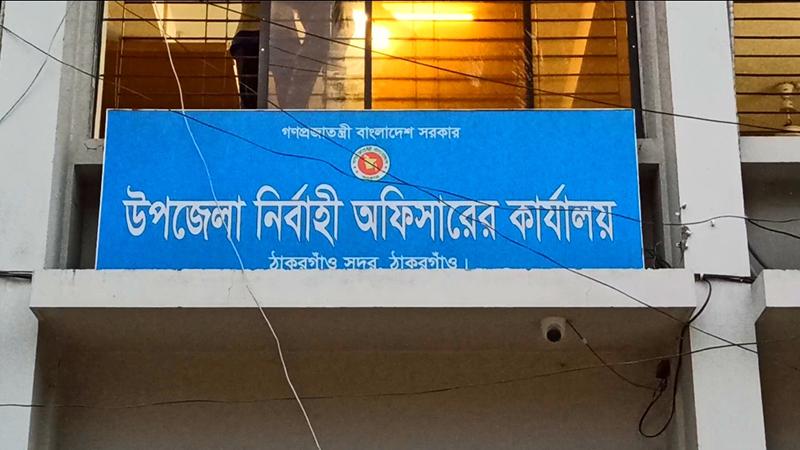 গণপ্রজাতন্ত্রী বাংলাদেশ সরকার
উপজেলা নির্বাহী অফিসারের কার্যালয়
ঠাকুরগাঁও সদর, ঠাকুরগাঁও।